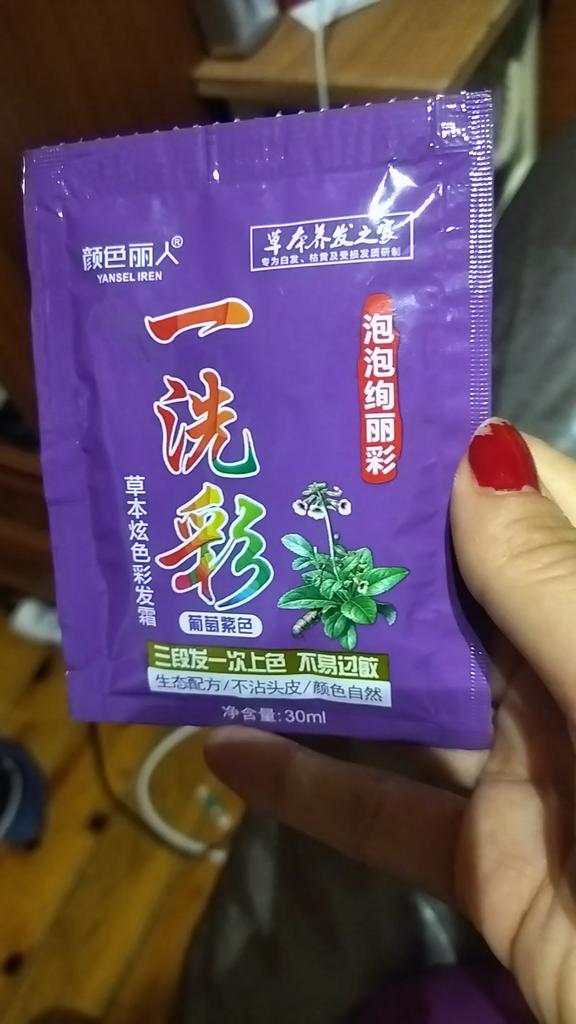 颜色丽人®
YANSEL IREN
草本养发之家
专为白发、枯黄及受损发质研制
一洗彩
泡泡绚丽彩
草本炫色彩发霜
葡萄紫色
三段发一次上色 不易过敏
生态配方/不沾头皮/颜色自然
净含量:30ml